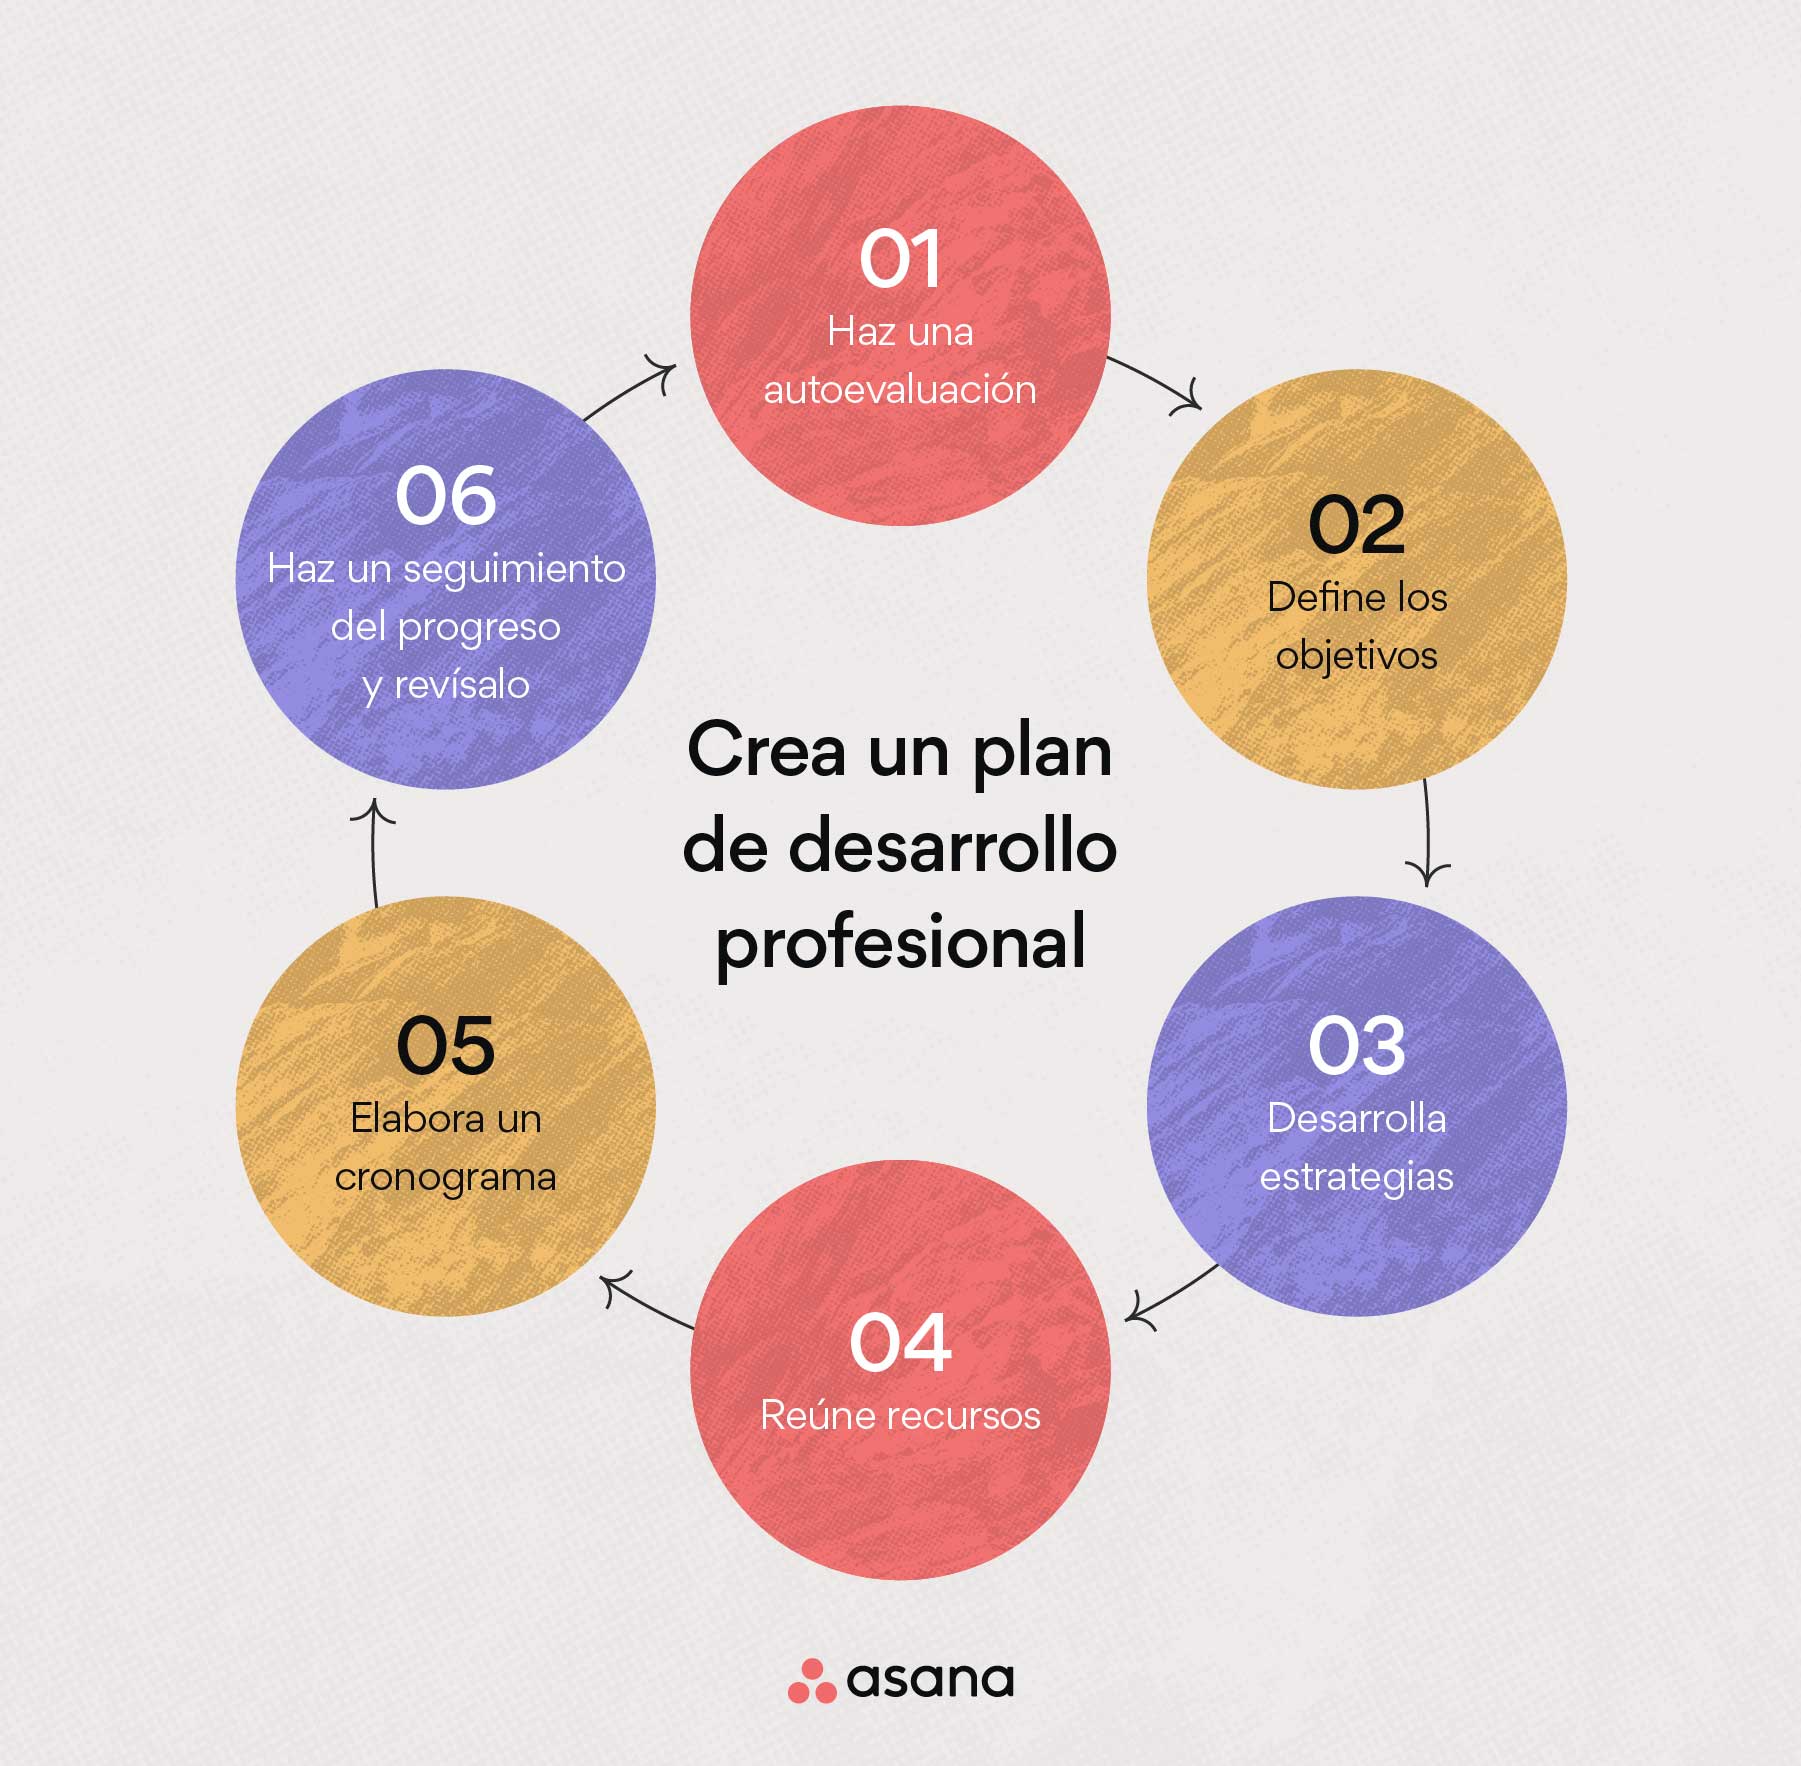 01
Haz una
autoevaluación
02
Define los
objetivos
03
Desarrolla
estrategias
04
Reúne recursos
05
Elabora un
cronograma
06
Haz un seguimiento
del progreso
y revísalo
Crea un plan
de desarrollo
profesional
asana